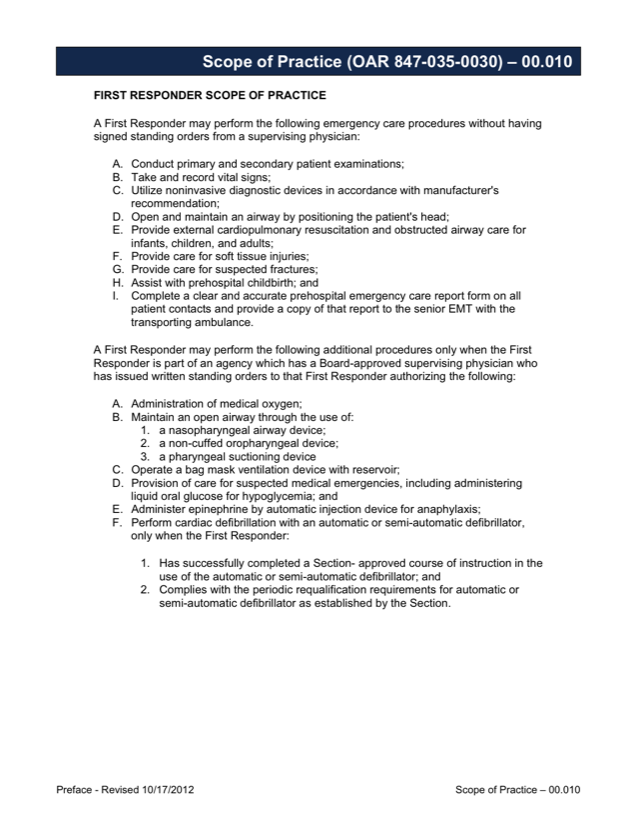 Scope of Practice (OAR 847-035-0030) – 00.010
FIRST RESPONDER SCOPE OF PRACTICE
A First Responder may perform the following emergency care procedures without having
signed standing orders from a supervising physician:
A. Conduct primary and secondary patient examinations;
B. Take and record vital signs;
C. Utilize noninvasive diagnostic devices in accordance with manufacturer's
recommendation;
D. Open and maintain an airway by positioning the patient's head;
E. Provide external cardiopulmonary resuscitation and obstructed airway care for
infants, children, and adults;
F. Provide care for soft tissue injuries;
G. Provide care for suspected fractures;
H. Assist with prehospital childbirth; and
I. Complete a clear and accurate prehospital emergency care report form on all
patient contacts and provide a copy of that report to the senior EMT with the
transporting ambulance.
A First Responder may perform the following additional procedures only when the First
Responder is part of an agency which has a Board-approved supervising physician who
has issued written standing orders to that First Responder authorizing the following:
A. Administration of medical oxygen;
B. Maintain an open airway through the use of:
1. a nasopharyngeal airway device;
2. a non-cuffed oropharyngeal device;
3. a pharyngeal suctioning device
C. Operate a bag mask ventilation device with reservoir;
D. Provision of care for suspected medical emergencies, including administering
liquid oral glucose for hypoglycemia; and
E. Administer epinephrine by automatic injection device for anaphylaxis;
F. Perform cardiac defibrillation with an automatic or semi-automatic defibrillator,
only when the First Responder:
1. Has successfully completed a Section- approved course of instruction in the
use of the automatic or semi-automatic defibrillator; and
2. Complies with the periodic requalification requirements for automatic or
semi-automatic defibrillator as established by the Section.
Preface - Revised 10/17/2012
Scope of Practice – 00.010